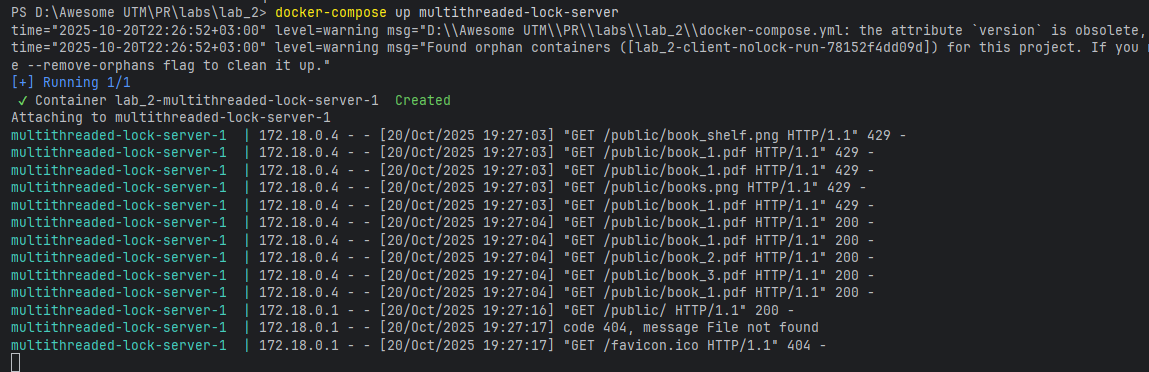 PS D:\Awesome UTM\PR\labs\lab_2> docker-compose up multithreaded-lock-server
time="2025-10-20T22:26:52+03:00" level=warning msg="D:\\Awesome UTM\\PR\\labs\\lab_2\\docker-compose.yml: the attribute `version` is obsolete,
time="2025-10-20T22:26:52+03:00" level=warning msg="Found orphan containers ([lab_2-client-nolock-run-78152f4dd09d]) for this project. If you
e --remove-orphans flag to clean it up."
[+] Running 1/1
✔ Container lab_2-multithreaded-lock-server-1  Created
Attaching to multithreaded-lock-server-1
multithreaded-lock-server-1  | 172.18.0.4 - - [20/Oct/2025 19:27:03] "GET /public/book_shelf.png HTTP/1.1" 429 -
multithreaded-lock-server-1  | 172.18.0.4 - - [20/Oct/2025 19:27:03] "GET /public/book_1.pdf HTTP/1.1" 429 -
multithreaded-lock-server-1  | 172.18.0.4 - - [20/Oct/2025 19:27:03] "GET /public/book_1.pdf HTTP/1.1" 429 -
multithreaded-lock-server-1  | 172.18.0.4 - - [20/Oct/2025 19:27:03] "GET /public/books.png HTTP/1.1" 429 -
multithreaded-lock-server-1  | 172.18.0.4 - - [20/Oct/2025 19:27:03] "GET /public/book_1.pdf HTTP/1.1" 429 -
multithreaded-lock-server-1  | 172.18.0.4 - - [20/Oct/2025 19:27:04] "GET /public/book_1.pdf HTTP/1.1" 200 -
multithreaded-lock-server-1  | 172.18.0.4 - - [20/Oct/2025 19:27:04] "GET /public/book_1.pdf HTTP/1.1" 200 -
multithreaded-lock-server-1  | 172.18.0.4 - - [20/Oct/2025 19:27:04] "GET /public/book_2.pdf HTTP/1.1" 200 -
multithreaded-lock-server-1  | 172.18.0.4 - - [20/Oct/2025 19:27:04] "GET /public/book_3.pdf HTTP/1.1" 200 -
multithreaded-lock-server-1  | 172.18.0.4 - - [20/Oct/2025 19:27:04] "GET /public/book_1.pdf HTTP/1.1" 200 -
multithreaded-lock-server-1  | 172.18.0.1 - - [20/Oct/2025 19:27:16] "GET /public/ HTTP/1.1" 200 -
multithreaded-lock-server-1  | 172.18.0.1 - - [20/Oct/2025 19:27:17] code 404, message File not found
multithreaded-lock-server-1  | 172.18.0.1 - - [20/Oct/2025 19:27:17] "GET /favicon.ico HTTP/1.1" 404 -